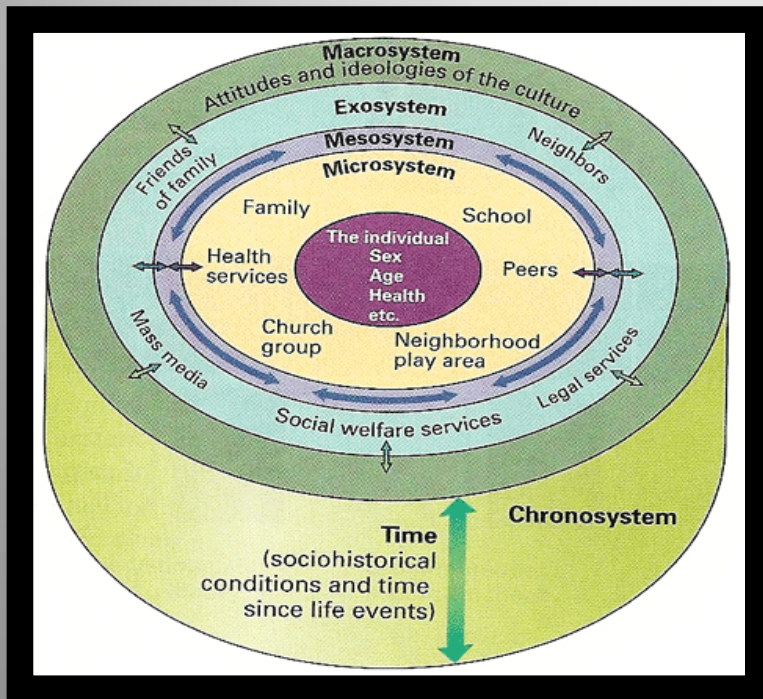 Macrosystem
Attitudes and ideologies of the culture
Exosystem
Mesosystem
Microsystem
Friends
of family
Neighbors
Family
School
The individual
Sex
Age
Health
etc.
Health
services
Peers
Church
group
Neighborhood
play area
Mass media
Legal services
Social welfare services
Chronosystem
Time
(sociohistorical
conditions and time
since life events)